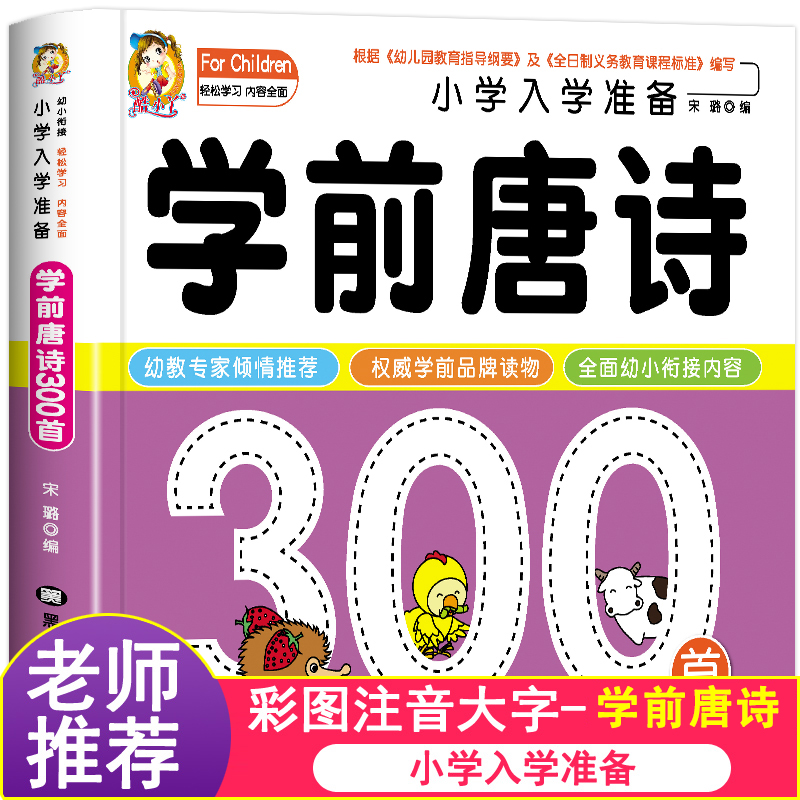 For Children
轻松学习 内容全面
根据《幼儿园教育指导纲要》及《全日制义务教育课程标准》编写
小学入学准备
宋 璐◎编
学前唐诗
幼教专家倾情推荐
权威学前品牌读物
全面幼小衔接内容
300
首
幼小衔接 轻松学习 内容全面
小学入学准备
学前唐诗300首
宋 璐◎编
黑
老师
推荐
彩图注音大字-学前唐诗
小学入学准备